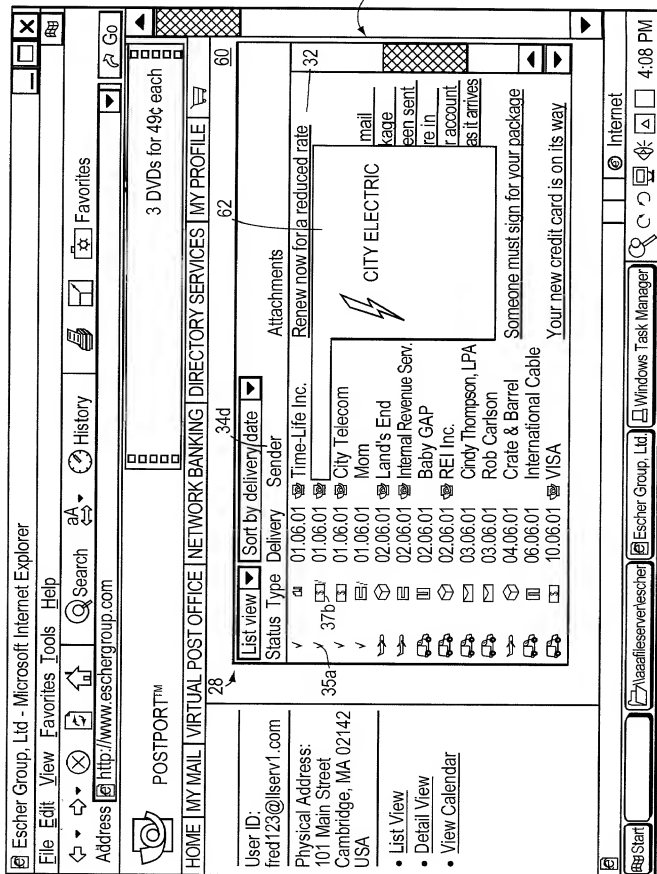 Escher Group, Ltd - Microsoft Internet Explorer
File Edit View Favorites Tools Help
Search aA History Favorites
Address http://www.eschergroup.com Go
POSTPORT™
3 DVDs for 49¢ each
HOME MY MAIL VIRTUAL POST OFFICE NETWORK BANKING DIRECTORY SERVICES MY PROFILE
User ID:
fred123@llserv1.com
Physical Address:
101 Main Street
Cambridge, MA 02142
USA
• List View
• Detail View
• View Calendar
28 34d 62 60
List view Sort by delivery date
Status Type Delivery Sender Attachments
01.06.01 Time-Life Inc. Renew now for a reduced rate 32
35a 37b 01.06.01
01.06.01 City Telecom
01.06.01 Mom mail
02.06.01 Land's End kage
02.06.01 Internal Revenue Serv. een sent
02.06.01 Baby GAP re in
02.06.01 REI Inc. r account
03.06.01 Cindy Thompson, LPA as it arrives
03.06.01 Rob Carlson
04.06.01 Crate & Barrel Someone must sign for your package
06.06.01 International Cable
10.06.01 VISA Your new credit card is on its way
CITY ELECTRIC
Internet
Start \\aaafileserver\escher Escher Group, Ltd. Windows Task Manager 4:08 PM